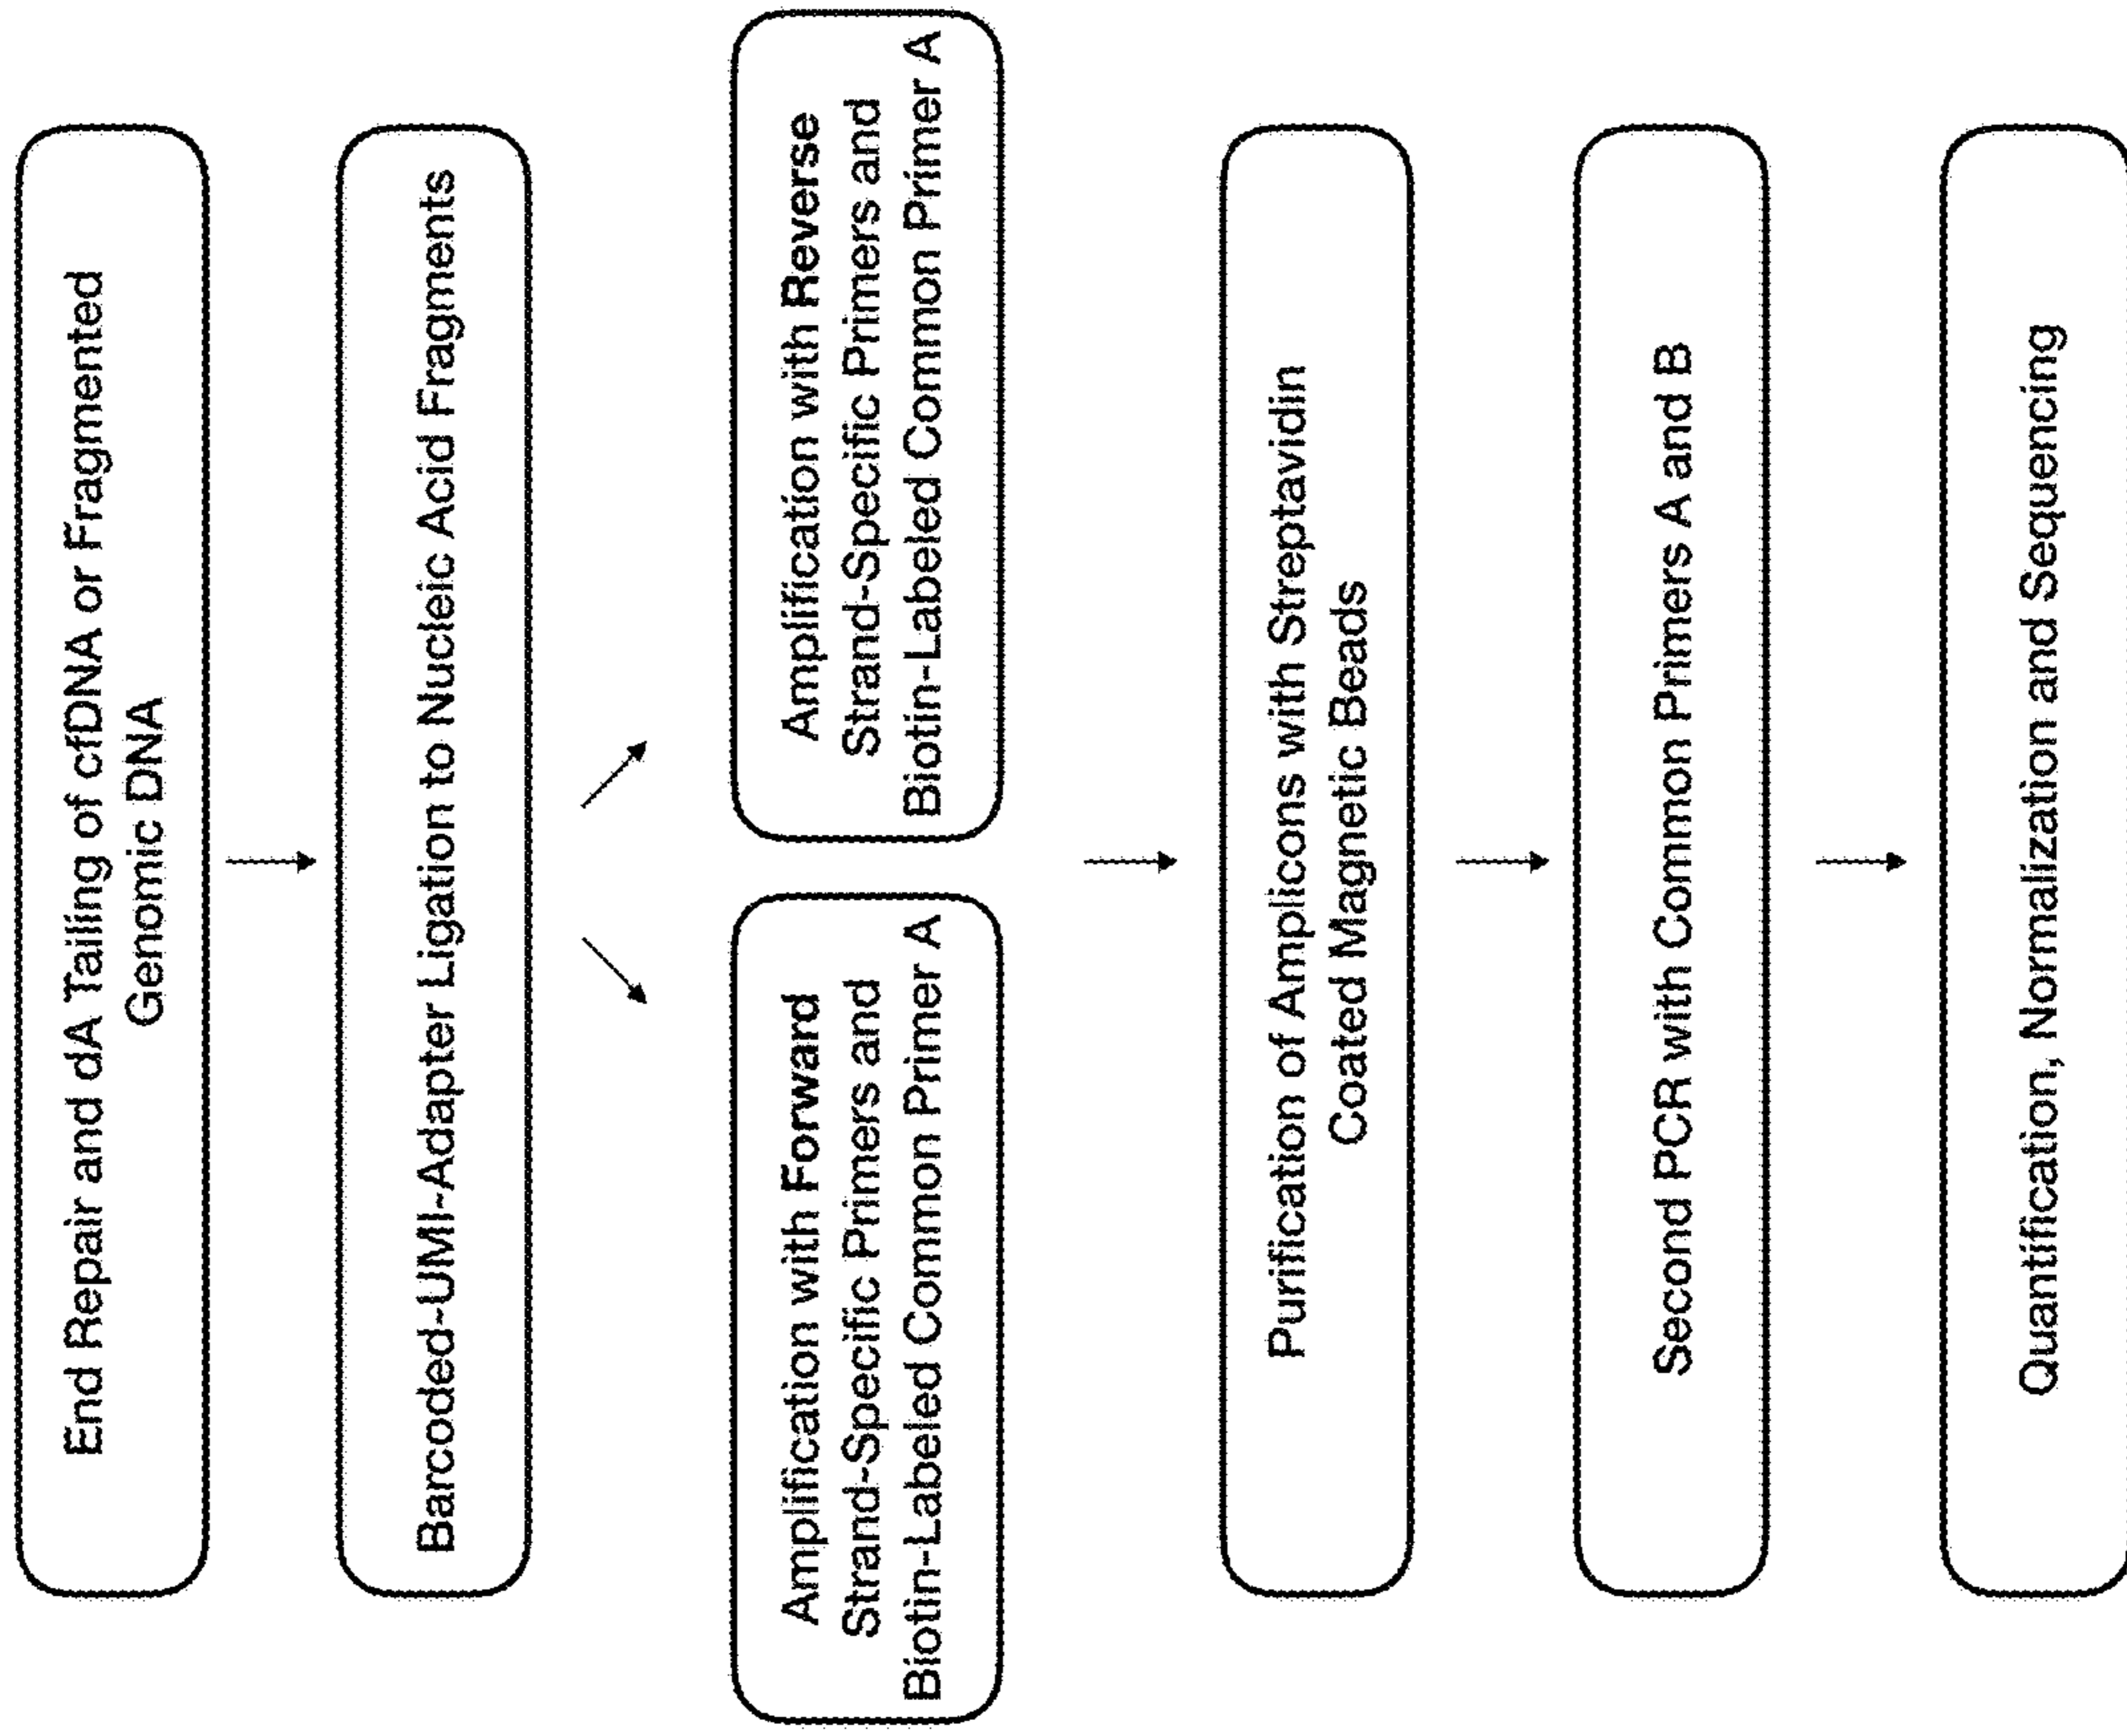 End Repair and dA Tailing of cfDNA or Fragmented
Genomic DNA
Barcoded-UMI-Adapter Ligation to Nucleic Acid Fragments
Amplification with Forward
Strand-Specific Primers and
Biotin-Labeled Common Primer A
Amplification with Reverse
Strand-Specific Primers and
Biotin-Labeled Common Primer A
Purification of Amplicons with Streptavidin
Coated Magnetic Beads
Second PCR with Common Primers A and B
Quantification, Normalization and Sequencing